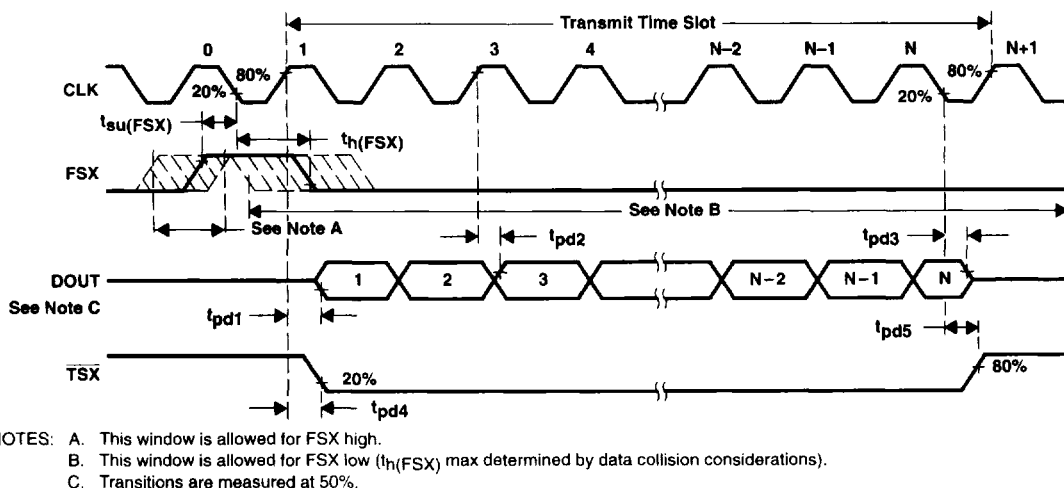 Transmit Time Slot
0 1 2 3 4 N–2 N–1 N N+1
CLK
80%
20%
80%
20%
tsu(FSX)
th(FSX)
FSX
See Note A
See Note B
tpd2
tpd3
DOUT
1 2 3 N–2 N–1 N
See Note C
tpd1
tpd5
TSX
20%
80%
tpd4
OTES: A. This window is allowed for FSX high.
B. This window is allowed for FSX low (th(FSX) max determined by data collision considerations).
C. Transitions are measured at 50%.